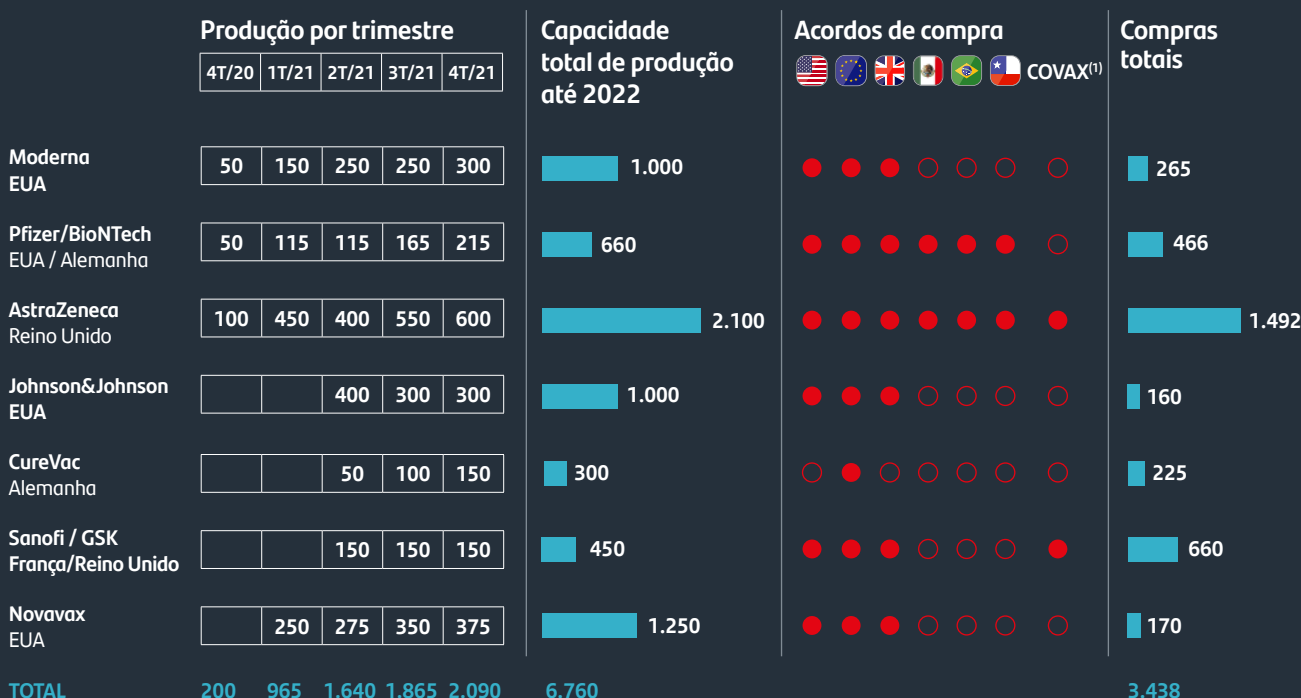 Produção por trimestre
4T/20 1T/21 2T/21 3T/21 4T/21
Capacidade
total de produção
até 2022
Acordos de compra
COVAX(1)
Compras
totais
Moderna
EUA
50 150 250 250 300
1.000
265
Pfizer/BioNTech
EUA / Alemanha
50 115 115 165 215
660
466
AstraZeneca
Reino Unido
100 450 400 550 600
2.100
1.492
Johnson&Johnson
EUA
400 300 300
1.000
160
CureVac
Alemanha
50 100 150
300
225
Sanofi / GSK
França/Reino Unido
150 150 150
450
660
Novavax
EUA
250 275 350 375
1.250
170
TOTAL 200 965 1.640 1.865 2.090 6.760 3.438